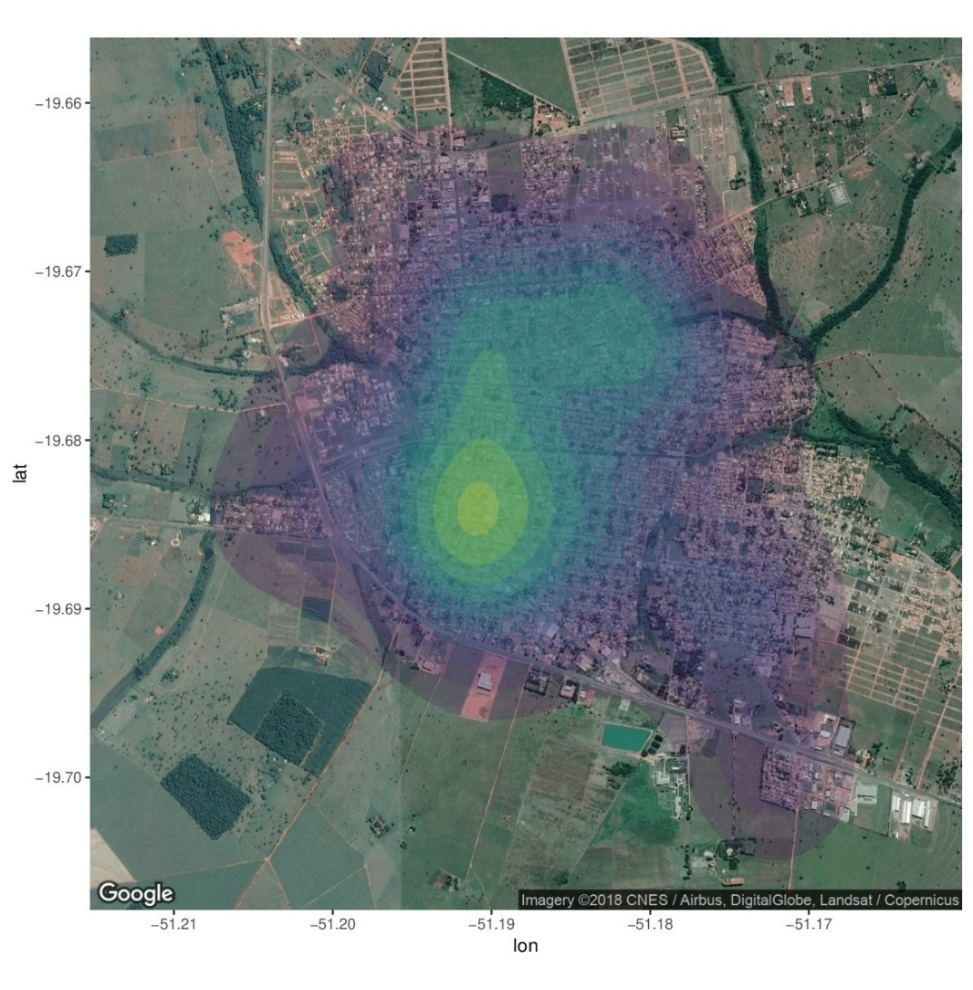 −19.66
−19.67
−19.68
−19.69
−19.70
lat
Google
Imagery ©2018 CNES / Airbus, DigitalGlobe, Landsat / Copernicus
−51.21
−51.20
−51.19
−51.18
−51.17
lon